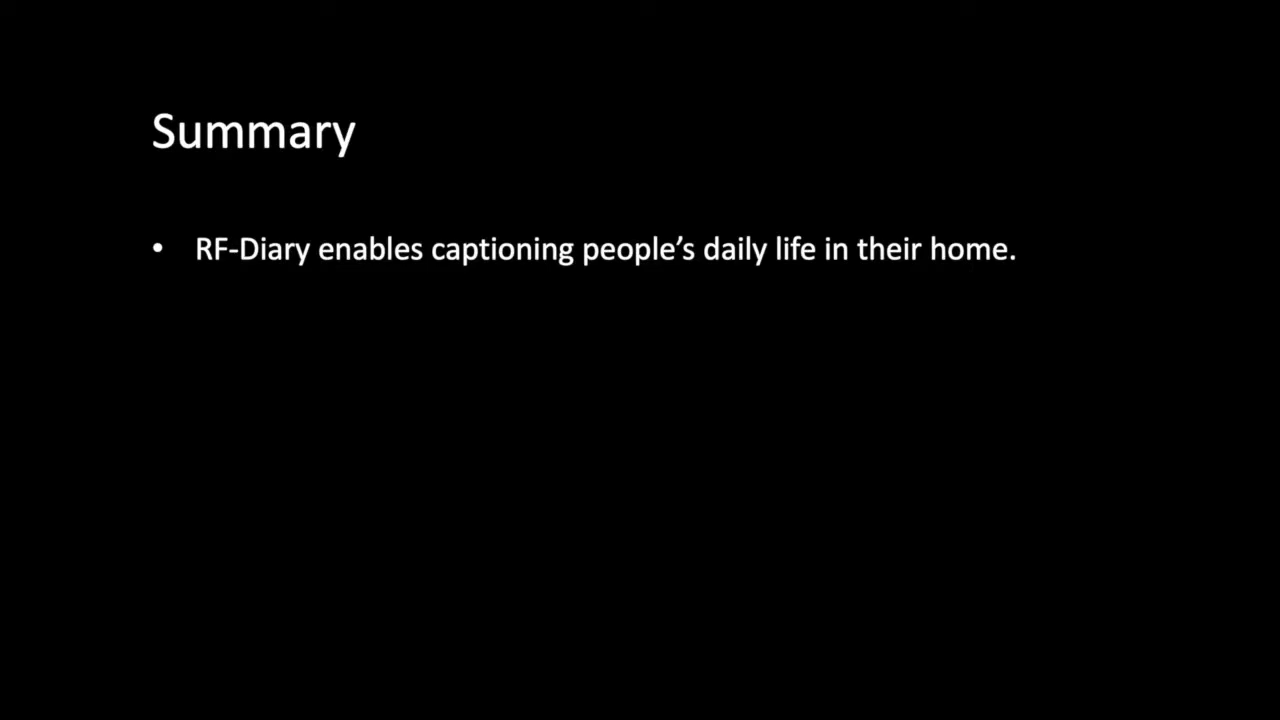 Summary
• RF-Diary enables captioning people’s daily life in their home.